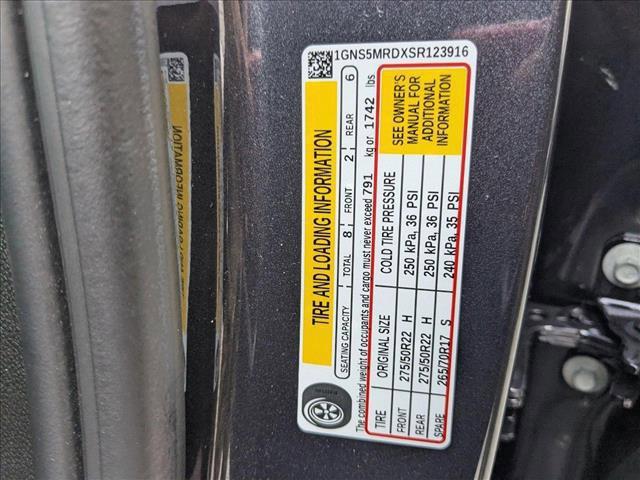 1GNS5MRDXSR123916
TIRE AND LOADING INFORMATION
SEATING CAPACITY TOTAL 8 FRONT 2 REAR 6
The combined weight of occupants and cargo must never exceed 791 kg or 1742 lbs
TIRE ORIGINAL SIZE COLD TIRE PRESSURE
FRONT 275/50R22 H 250 kPa, 36 PSI
REAR 275/50R22 H 250 kPa, 36 PSI
SPARE 265/70R17 S 240 kPa, 35 PSI
SEE OWNER'S
MANUAL FOR
ADDITIONAL
INFORMATION